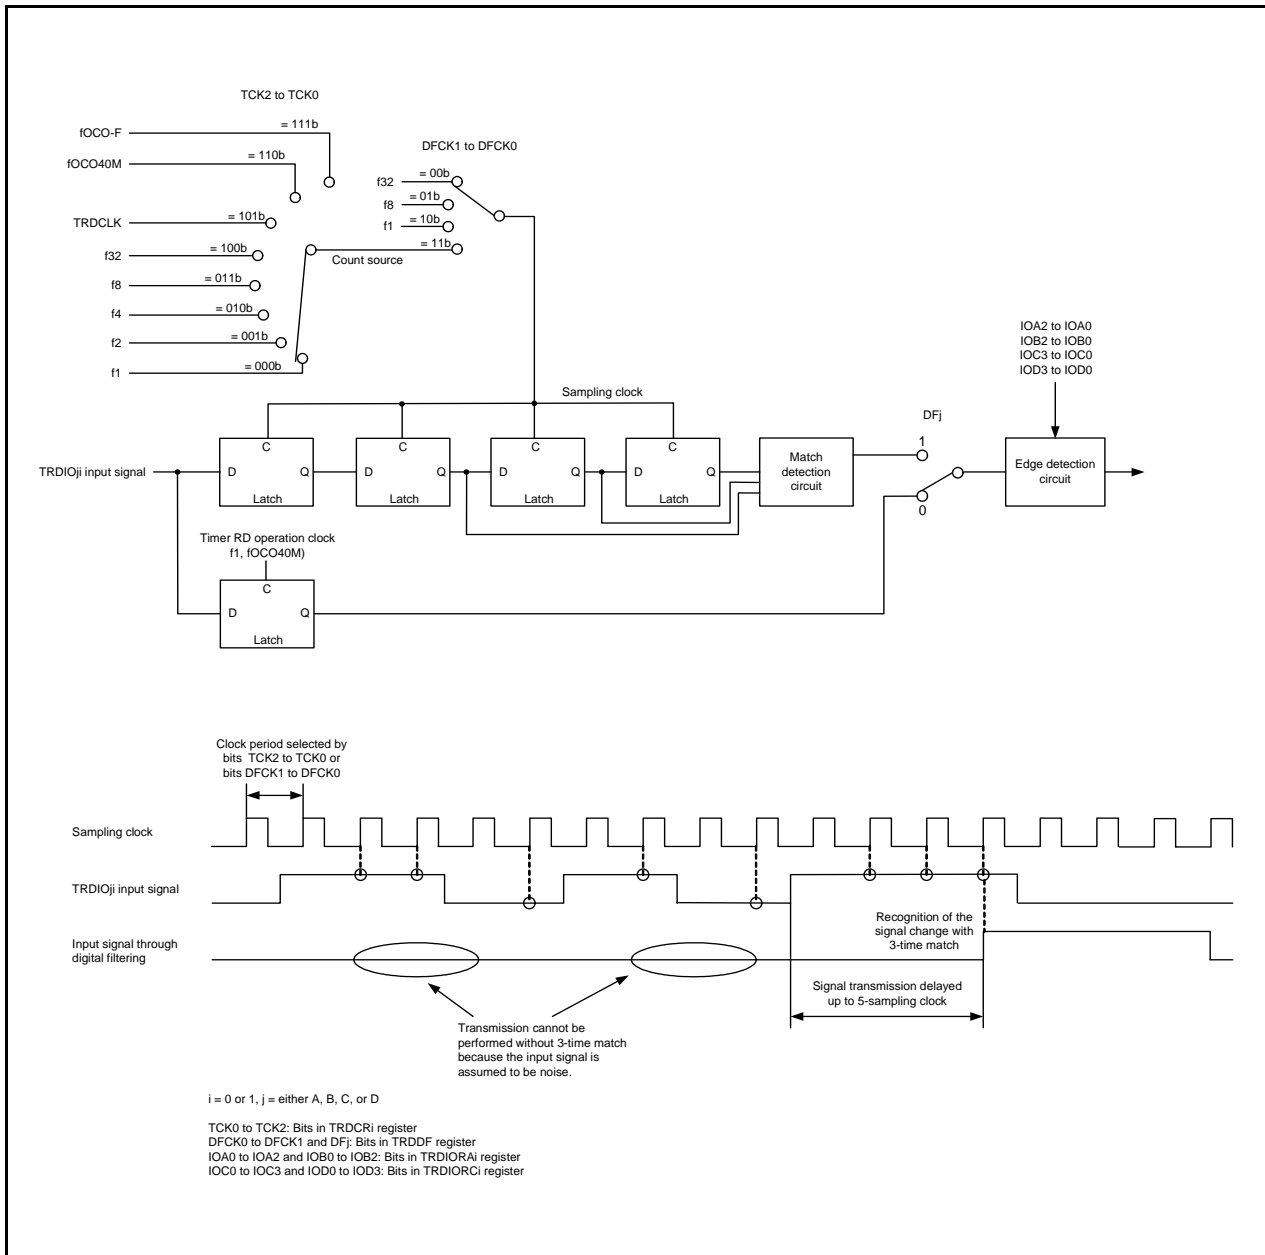 TCK2 to TCK0
fOCO-F
= 111b
fOCO40M
= 110b
TRDCLK
= 101b
f32
= 100b
f8
= 011b
f4
= 010b
f2
= 001b
f1
= 000b
Count source
DFCK1 to DFCK0
f32
= 00b
f8
= 01b
f1
= 10b
= 11b
Sampling clock
IOA2 to IOA0
IOB2 to IOB0
IOC3 to IOC0
IOD3 to IOD0
TRDIOji input signal
C
D
Q
Latch
C
D
Q
Latch
C
D
Q
Latch
C
D
Q
Latch
Match
detection
circuit
DFj
1
0
Edge detection
circuit
Timer RD operation clock
f1, fOCO40M)
C
D
Q
Latch
Clock period selected by
bits TCK2 to TCK0 or
bits DFCK1 to DFCK0
Sampling clock
TRDIOji input signal
Input signal through
digital filtering
Recognition of the
signal change with
3-time match
Signal transmission delayed
up to 5-sampling clock
Transmission cannot be
performed without 3-time match
because the input signal is
assumed to be noise.
i = 0 or 1, j = either A, B, C, or D
TCK0 to TCK2: Bits in TRDCRi register
DFCK0 to DFCK1 and DFj: Bits in TRDDF register
IOA0 to IOA2 and IOB0 to IOB2: Bits in TRDIORAi register
IOC0 to IOC3 and IOD0 to IOD3: Bits in TRDIORCi register